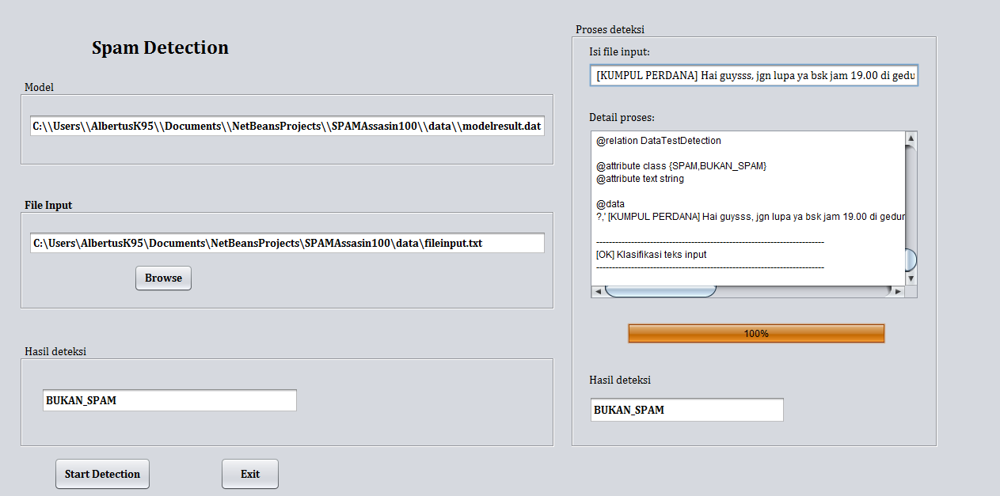 Spam Detection
Model
C:\\Users\\AlbertusK95\\Documents\\NetBeansProjects\\SPAMAssasin100\\data\\modelresult.dat
File Input
C:\Users\AlbertusK95\Documents\NetBeansProjects\SPAMAssasin100\data\fileinput.txt
Browse
Hasil deteksi
BUKAN_SPAM
Start Detection
Exit
Proses deteksi
Isi file input:
[KUMPUL PERDANA] Hai guysss, jgn lupa ya bsk jam 19.00 di gedu
Detail proses:
@relation DataTestDetection
@attribute class {SPAM,BUKAN_SPAM}
@attribute text string
@data
?,' [KUMPUL PERDANA] Hai guysss, jgn lupa ya bsk jam 19.00 di gedur
------------------------------------------------------------------------
[OK] Klasifikasi teks input
------------------------------------------------------------------------
100%
Hasil deteksi
BUKAN_SPAM